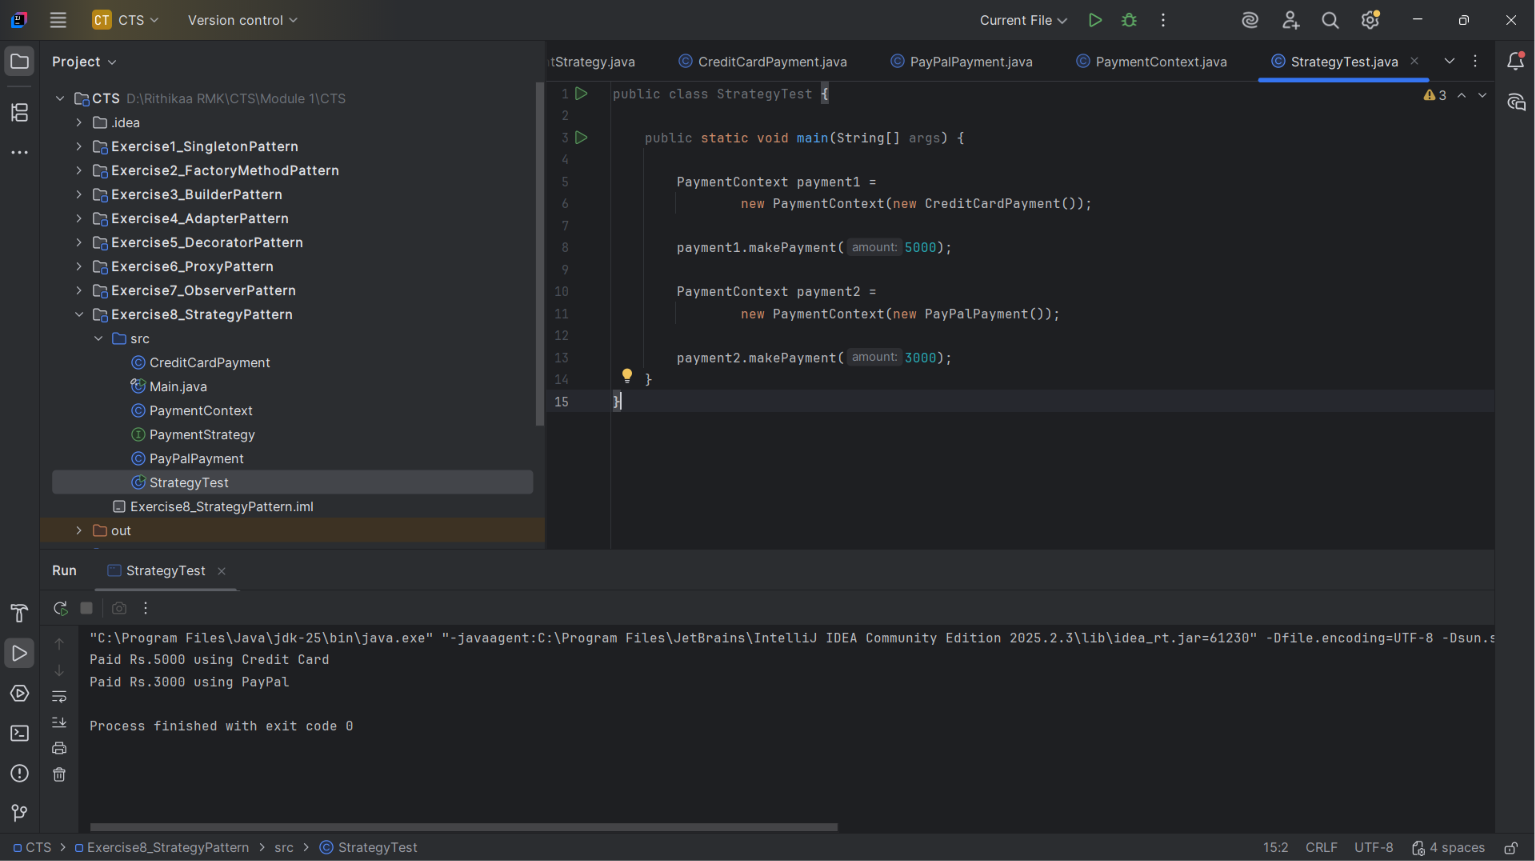 CT CTS Version control Current File
Project
tStrategy.java CreditCardPayment.java PayPalPayment.java PaymentContext.java StrategyTest.java
CTS D:\Rithikaa RMK\CTS\Module 1\CTS
.idea
Exercise1_SingletonPattern
Exercise2_FactoryMethodPattern
Exercise3_BuilderPattern
Exercise4_AdapterPattern
Exercise5_DecoratorPattern
Exercise6_ProxyPattern
Exercise7_ObserverPattern
Exercise8_StrategyPattern
src
CreditCardPayment
Main.java
PaymentContext
PaymentStrategy
PayPalPayment
StrategyTest
Exercise8_StrategyPattern.iml
out
1 public class StrategyTest {
3
2
3 public static void main(String[] args) {
4
5 PaymentContext payment1 =
6 new PaymentContext(new CreditCardPayment());
7
8 payment1.makePayment( amount: 5000);
9
10 PaymentContext payment2 =
11 new PaymentContext(new PayPalPayment());
12
13 payment2.makePayment( amount: 3000);
14 }
15 }
Run StrategyTest
"C:\Program Files\Java\jdk-25\bin\java.exe" "-javaagent:C:\Program Files\JetBrains\IntelliJ IDEA Community Edition 2025.2.3\lib\idea_rt.jar=61230" -Dfile.encoding=UTF-8 -Dsun.s
Paid Rs.5000 using Credit Card
Paid Rs.3000 using PayPal
Process finished with exit code 0
CTS > Exercise8_StrategyPattern > src > StrategyTest
15:2 CRLF UTF-8 4 spaces